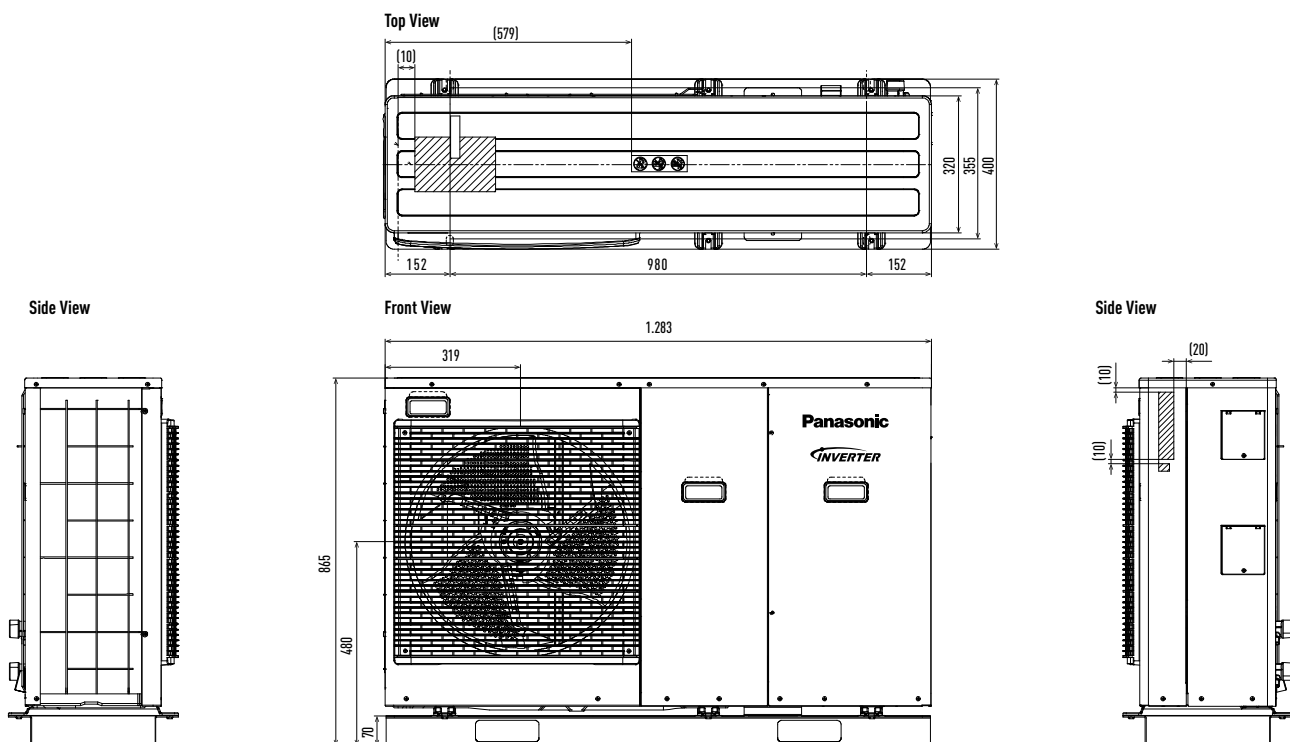 Top View
(579)
(10)
320
355
400
152
980
152
Side View
Front View
Side View
1.283
319
(20)
(10)
(10)
Panasonic
INVERTER
865
480
70